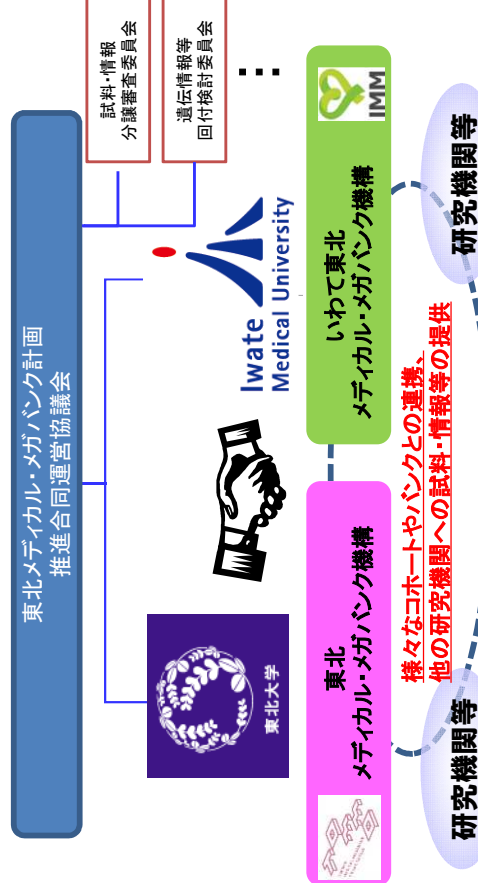 東北メディカル・メガバンク計画
推進合同運営協議会
試料・情報
分譲審査委員会
遺伝情報等
回付検討委員会
⋮
東北大学
Iwate
Medical University
東北
メディカル・メガバンク機構
いわて東北
メディカル・メガバンク機構
IMM
様々なコホートやバンクとの連携、
他の研究機関への試料・情報等の提供
研究機関等
研究機関等